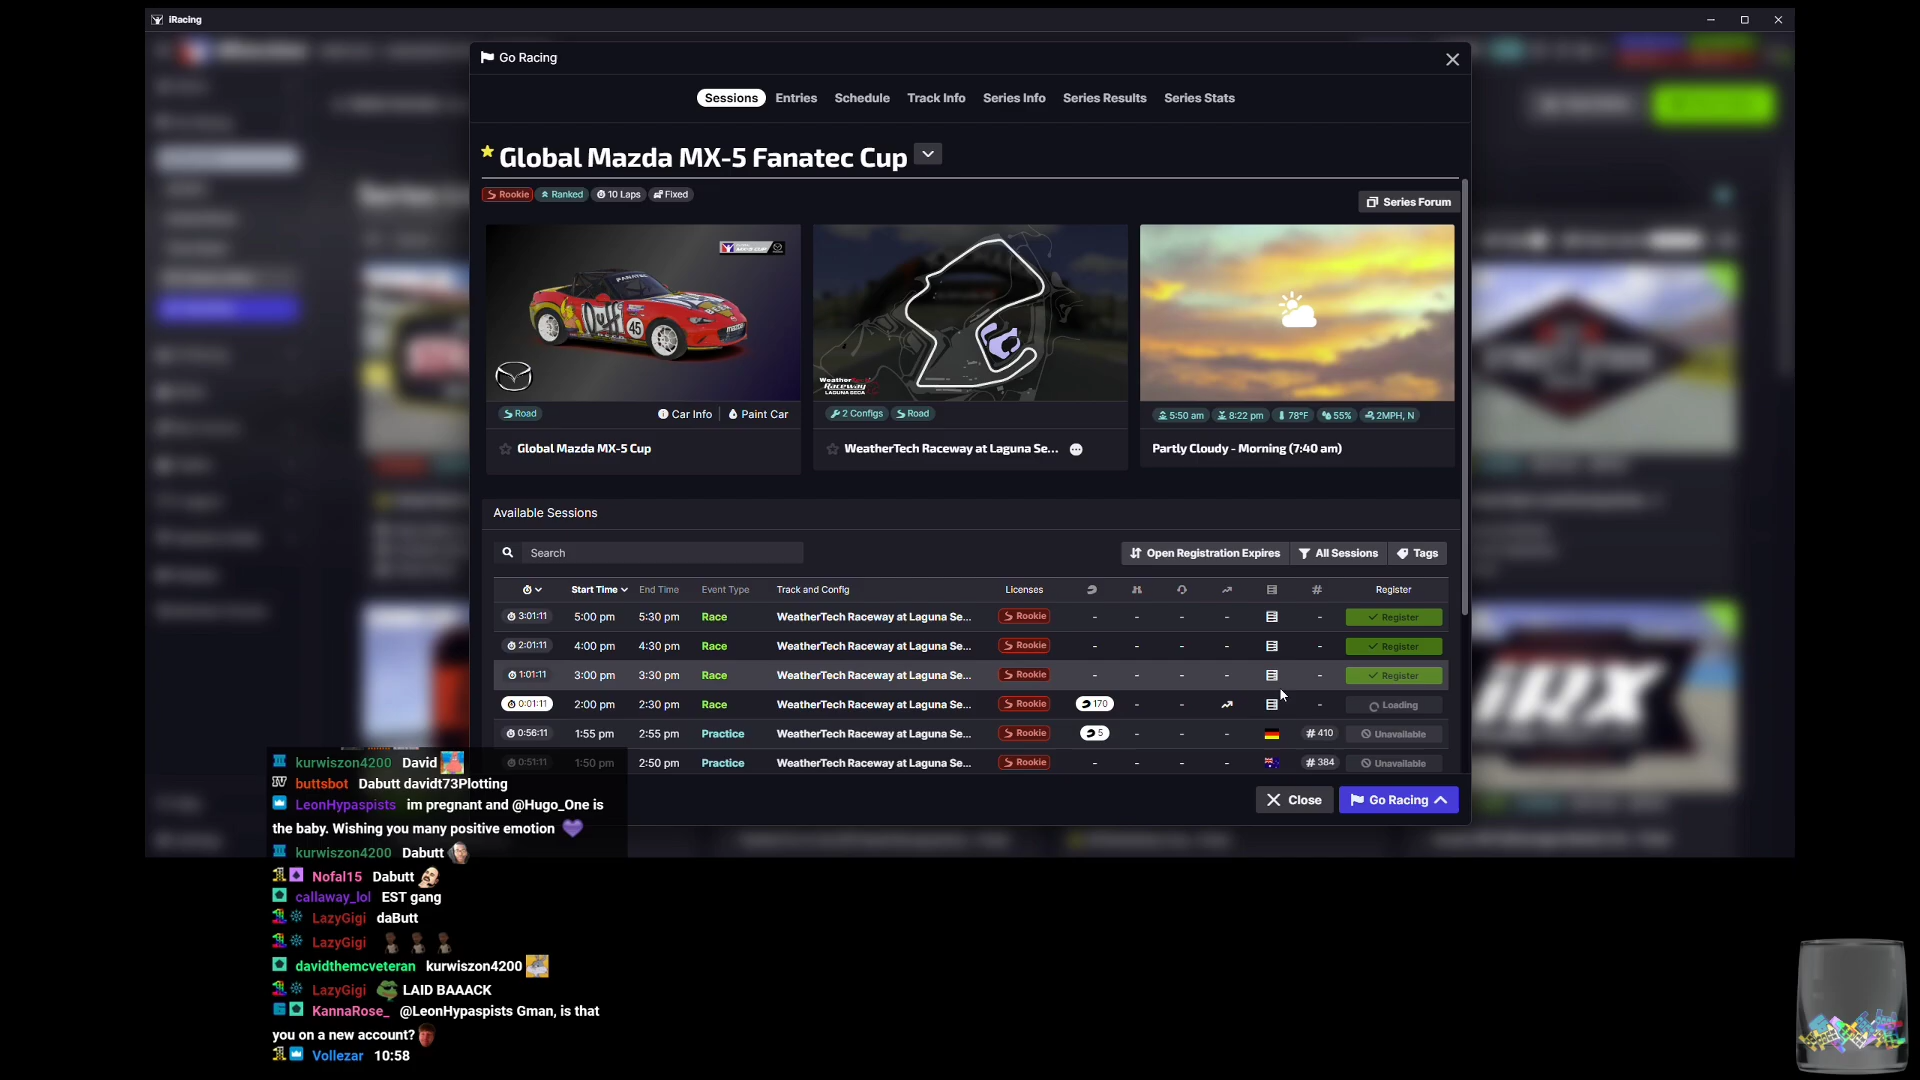 iRacing
Go Racing
Sessions Entries Schedule Track Info Series Info Series Results Series Stats
Global Mazda MX-5 Fanatec Cup
Rookie Ranked 10 Laps Fixed
Series Forum
FANATEC
45
WeatherTech
Raceway
LAGUNA SECA
Road Car Info Paint Car
2 Configs Road
5:50 am 8:22 pm 78°F 55% 2MPH, N
Global Mazda MX-5 Cup
WeatherTech Raceway at Laguna Se...
Partly Cloudy - Morning (7:40 am)
Available Sessions
Search
Open Registration Expires All Sessions Tags
Start Time End Time Event Type Track and Config Licenses # Register
3:01:11 5:00 pm 5:30 pm Race WeatherTech Raceway at Laguna Se... Rookie - - - - - Register
2:01:11 4:00 pm 4:30 pm Race WeatherTech Raceway at Laguna Se... Rookie - - - - - Register
1:01:11 3:00 pm 3:30 pm Race WeatherTech Raceway at Laguna Se... Rookie - - - - - Register
0:01:11 2:00 pm 2:30 pm Race WeatherTech Raceway at Laguna Se... Rookie 170 - - - Loading
0:56:11 1:55 pm 2:55 pm Practice WeatherTech Raceway at Laguna Se... Rookie 5 - - - #410 Unavailable
0:51:11 1:50 pm 2:50 pm Practice WeatherTech Raceway at Laguna Se... Rookie - - - - #384 Unavailable
Close Go Racing
kurwiszon4200 David
buttsbot Dabutt davidt73Plotting
LeonHypaspists im pregnant and @Hugo_One is
the baby. Wishing you many positive emotion
kurwiszon4200 Dabutt
Nofal15 Dabutt
callaway_lol EST gang
LazyGigi daButt
LazyGigi
davidthemcveteran kurwiszon4200
LazyGigi LAID BAAACK
KannaRose_ @LeonHypaspists Gman, is that
you on a new account?
Vollezar 10:58